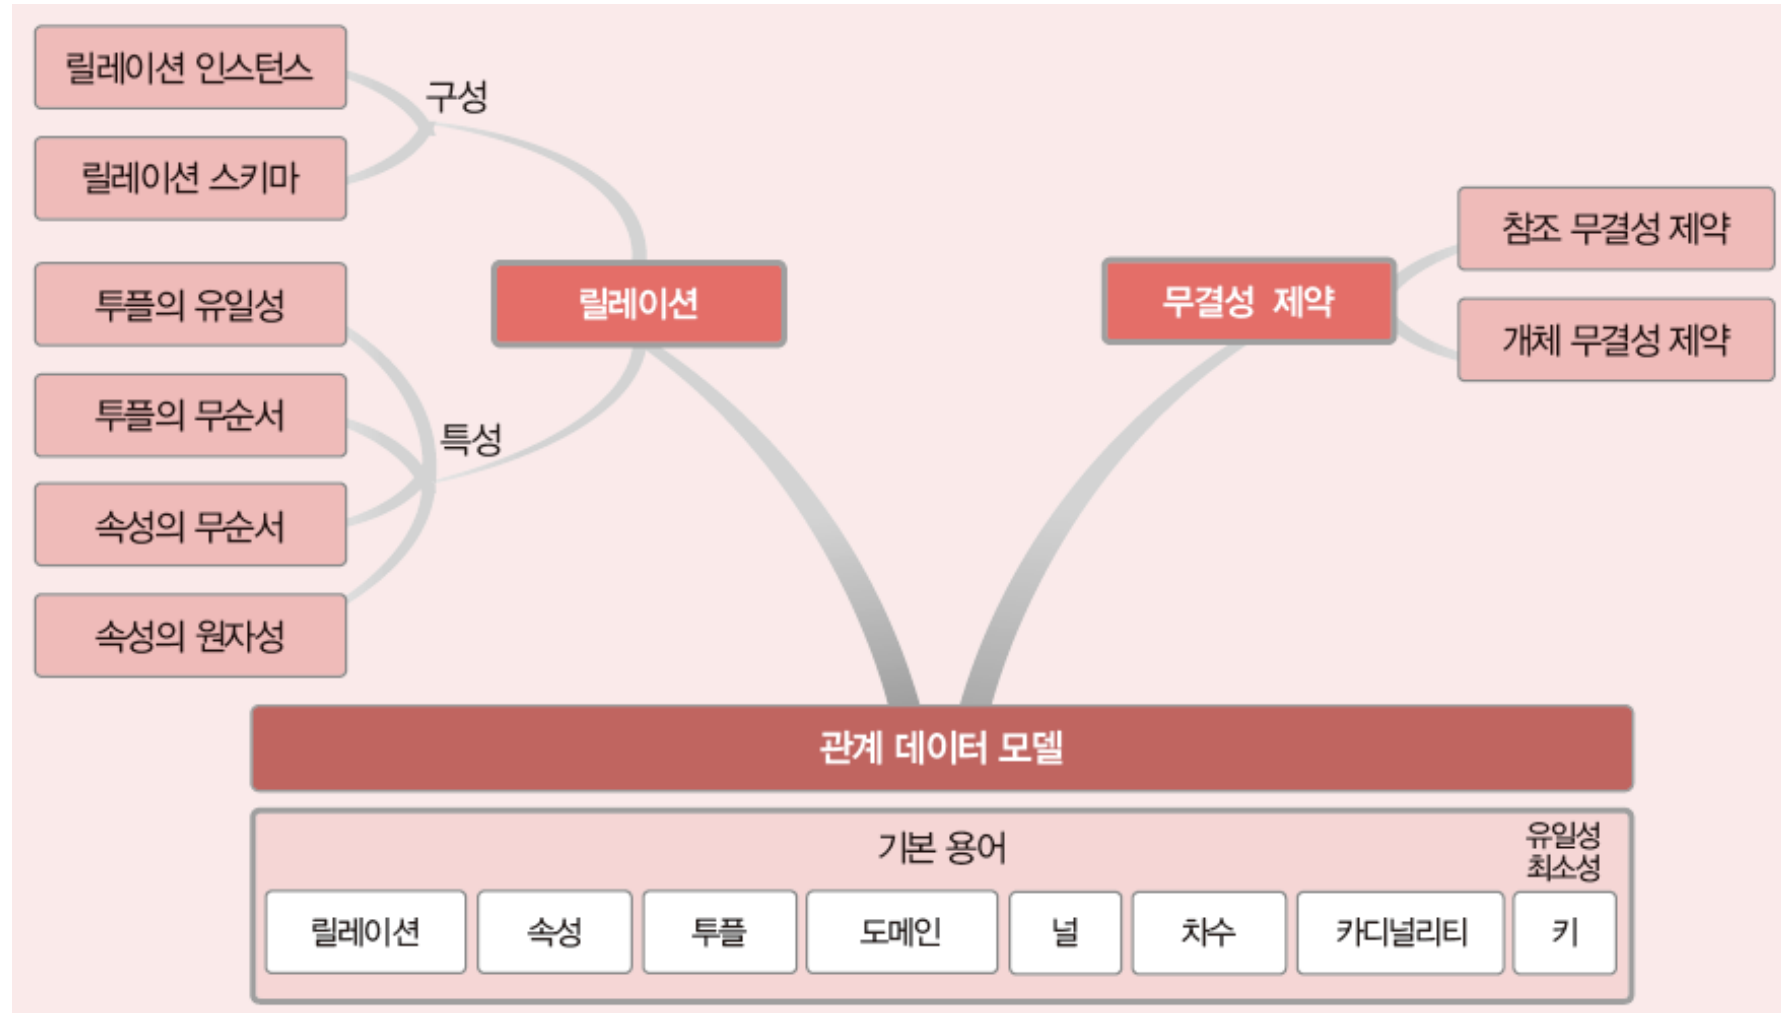 릴레이션 인스턴스
구성
릴레이션 스키마
투플의 유일성
투플의 무순서
특성
속성의 무순서
속성의 원자성
릴레이션
무결성 제약
참조 무결성 제약
개체 무결성 제약
관계 데이터 모델
기본 용어
유일성
최소성
릴레이션
속성
투플
도메인
널
차수
카디널리티
키